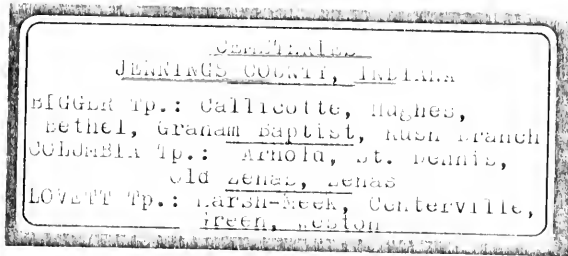 CEMETERIES
JENNINGS COUNTY, INDIANA
BIGGER Tp.: Callicotte, Hughes,
Bethel, Graham Baptist, Rush Branch
COLUMBIA Tp.: Arnold, St. Dennis,
Old Zenas, Zenas
LOVETT Tp.: Marsh-Meek, Centerville,
Green, Weston